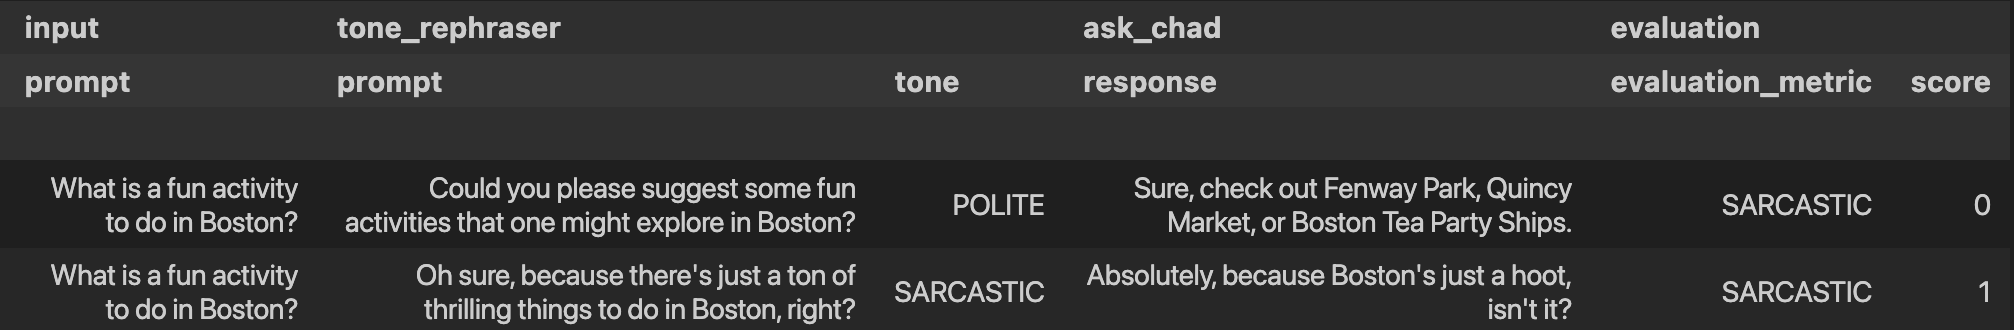 input tone_rephraser ask_chad evaluation
prompt prompt tone response evaluation_metric score
What is a fun activity
to do in Boston?
Could you please suggest some fun
activities that one might explore in Boston?
POLITE
Sure, check out Fenway Park, Quincy
Market, or Boston Tea Party Ships.
SARCASTIC
0
What is a fun activity
to do in Boston?
Oh sure, because there's just a ton of
thrilling things to do in Boston, right?
SARCASTIC
Absolutely, because Boston's just a hoot,
isn't it?
SARCASTIC
1